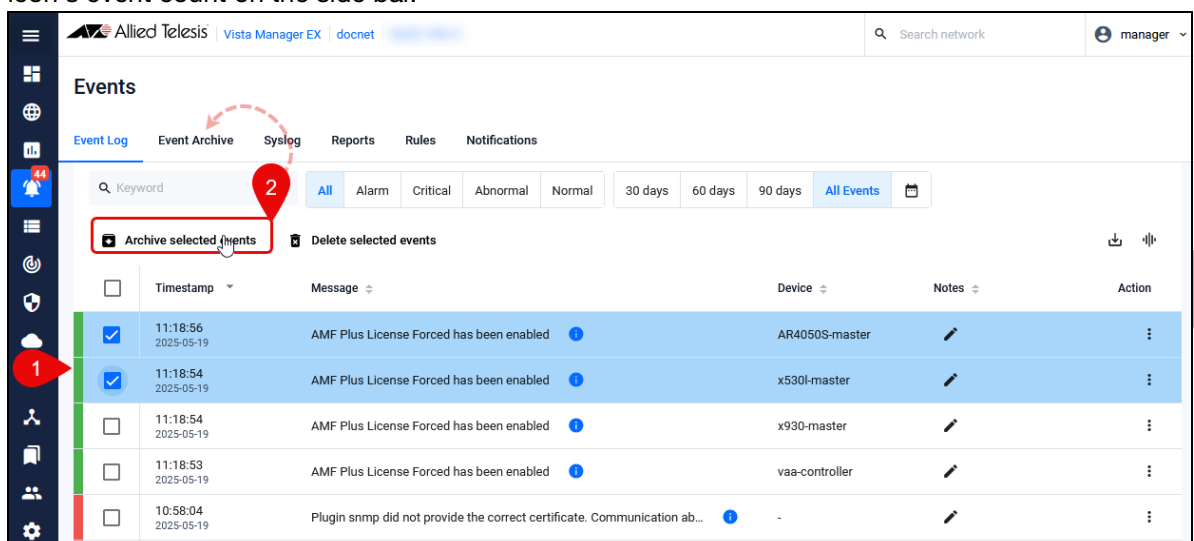 icon's event count on the side bar.
Allied Telesis Vista Manager EX docnet Search network manager
Events
Event Log Event Archive Syslog Reports Rules Notifications
44
Keyword 2 All Alarm Critical Abnormal Normal 30 days 60 days 90 days All Events
Archive selected events Delete selected events
Timestamp Message Device Notes Action
11:18:56
2025-05-19
AMF Plus License Forced has been enabled AR4050S-master
1
11:18:54
2025-05-19
AMF Plus License Forced has been enabled x530l-master
11:18:54
2025-05-19
AMF Plus License Forced has been enabled x930-master
11:18:53
2025-05-19
AMF Plus License Forced has been enabled vaa-controller
10:58:04
2025-05-19
Plugin snmp did not provide the correct certificate. Communication ab... -